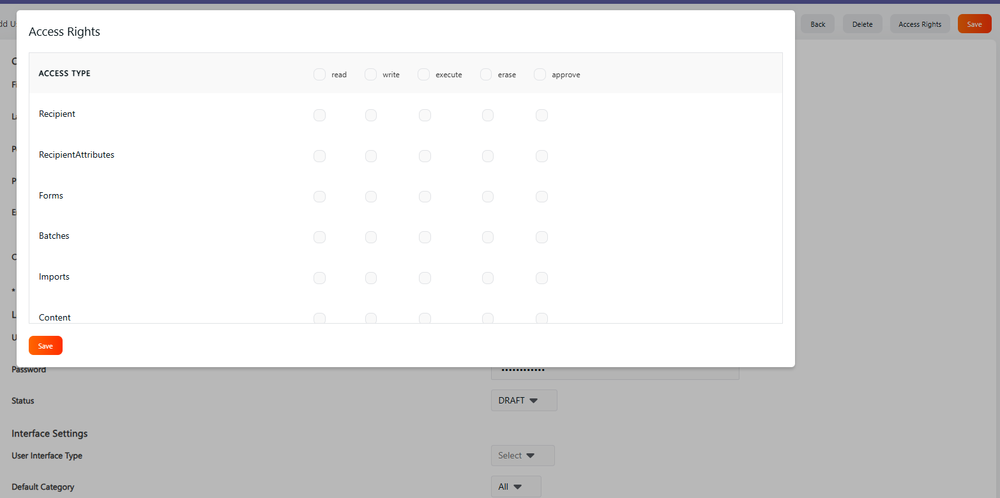 Back Delete Access Rights Save
Access Rights
ACCESS TYPE read write execute erase approve
Recipient
RecipientAttributes
Forms
Batches
Imports
Content
Save
*
Password ••••••••••••
Status DRAFT
Interface Settings
User Interface Type Select
Default Category All